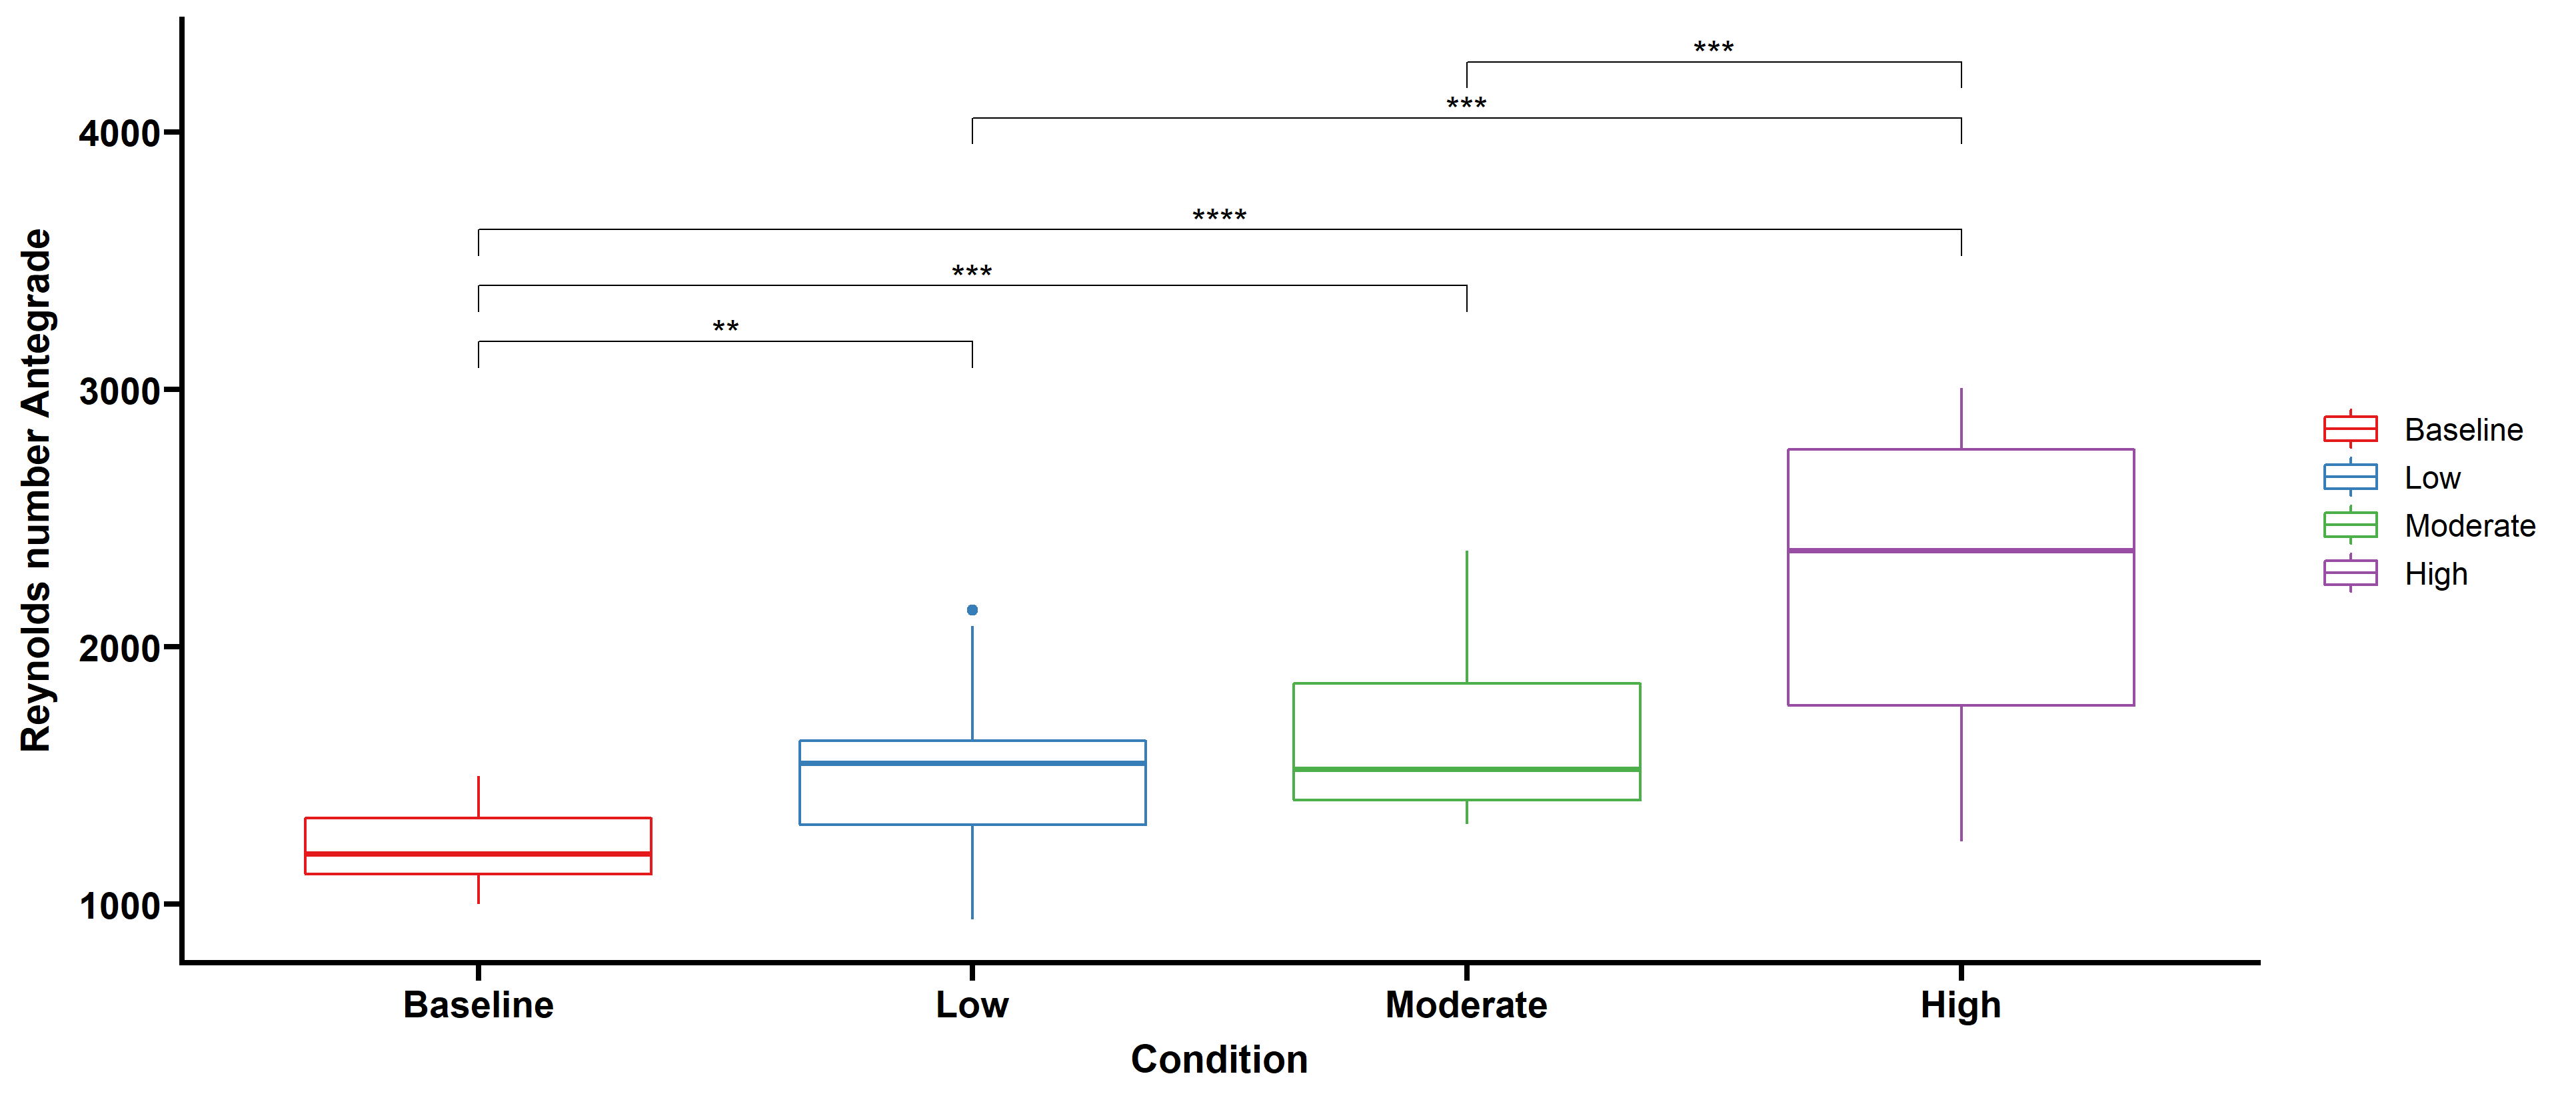 Reynolds number Antegrade
4000
3000
2000
1000
***
***
****
***
**
Baseline
Low
Moderate
High
Condition
Baseline
Low
Moderate
High